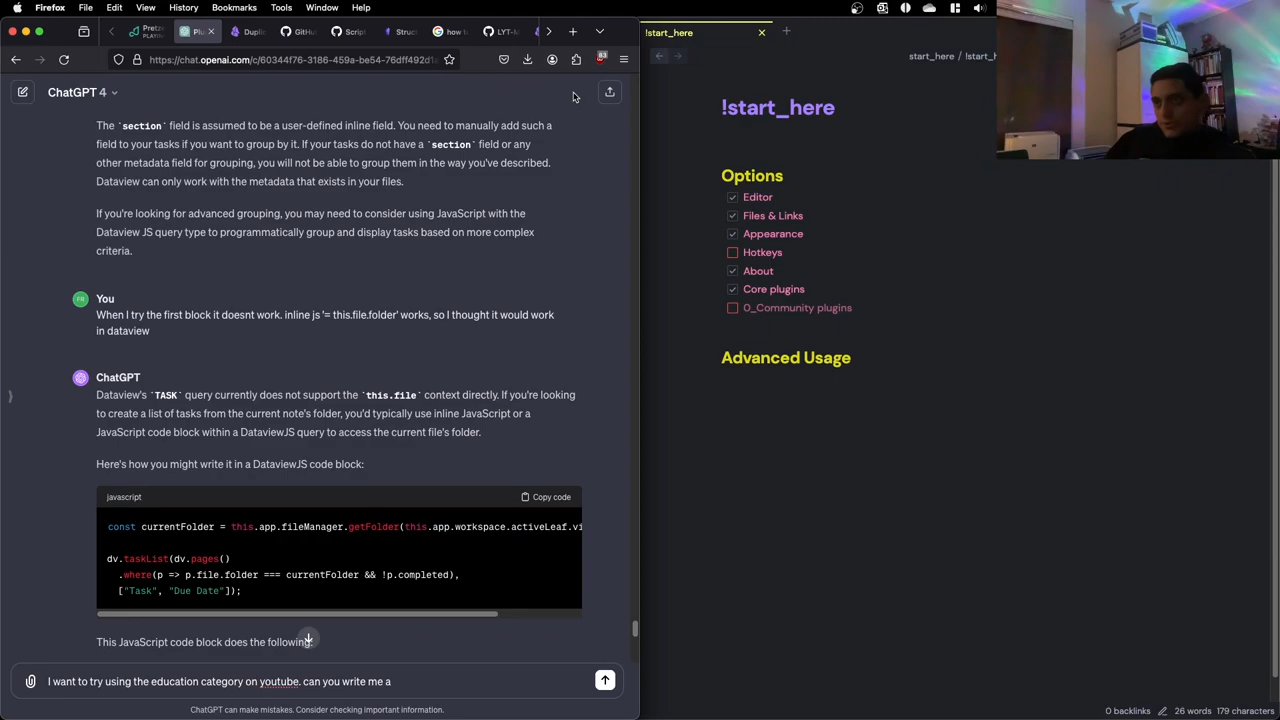 Firefox File Edit View History Bookmarks Tools Window Help
Pretz
PLAYIN
Plu
Duplic
GitHU
Script
!Struc
how t
LYT-M
https://chat.openai.com/c/60344f76-3186-459a-be54-76dff492d1
83
ChatGPT 4
The `section` field is assumed to be a user-defined inline field. You need to manually add such a
field to your tasks if you want to group by it. If your tasks do not have a `section` field or any
other metadata field for grouping, you will not be able to group them in the way you've described.
Dataview can only work with the metadata that exists in your files.
If you're looking for advanced grouping, you may need to consider using JavaScript with the
Dataview JS query type to programmatically group and display tasks based on more complex
criteria.
FR
You
When I try the first block it doesnt work. inline js '= this.file.folder' works, so I thought it would work
in dataview
ChatGPT
Dataview's `TASK` query currently does not support the `this.file` context directly. If you're looking
to create a list of tasks from the current note's folder, you'd typically use inline JavaScript or a
JavaScript code block within a DataviewJS query to access the current file's folder.
Here's how you might write it in a DataviewJS code block:
javascript
Copy code
const currentFolder = this.app.fileManager.getFolder(this.app.workspace.activeLeaf.vi
dv.taskList(dv.pages()
.where(p => p.file.folder === currentFolder && !p.completed),
["Task", "Due Date"]);
This JavaScript code block does the following:
I want to try using the education category on youtube. can you write me a
ChatGPT can make mistakes. Consider checking important information.
!start_here
start_here / !start_h
!start_here
Options
Editor
Files & Links
Appearance
Hotkeys
About
Core plugins
0_Community plugins
Advanced Usage
0 backlinks 26 words 179 characters